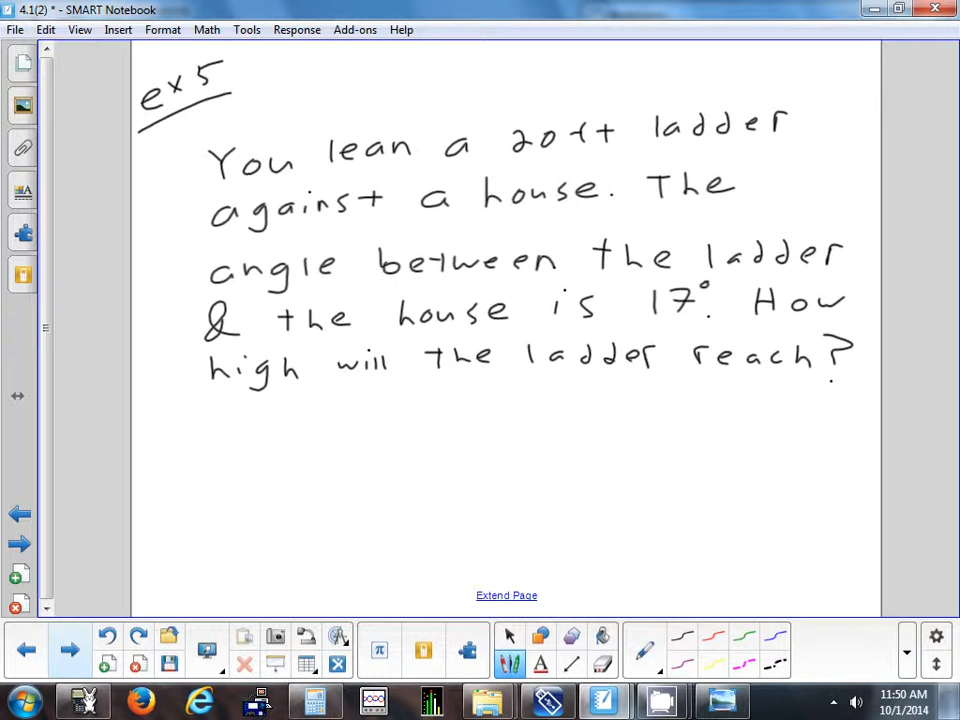 4.1(2) * - SMART Notebook
File Edit View Insert Format Math Tools Response Add-ons Help
ex 5
You lean a 20 ft ladder
against a house. The
angle between the ladder
& the house is 17°. How
high will the ladder reach?
Extend Page
11:50 AM
10/1/2014